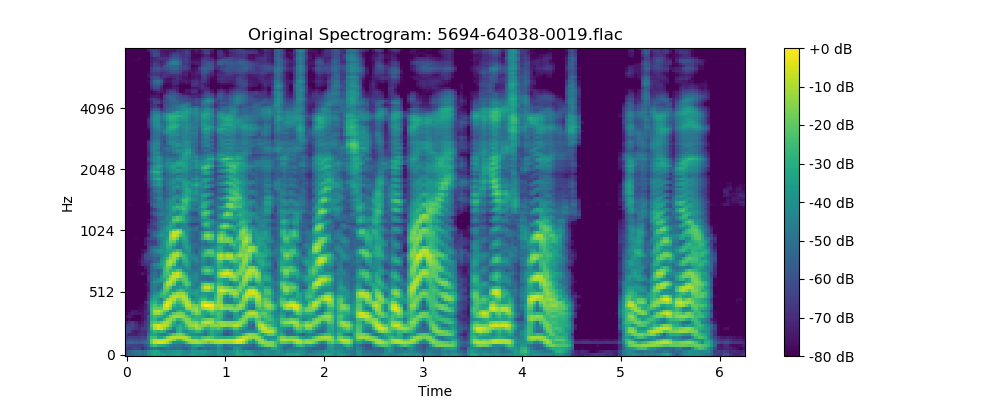 Original Spectrogram: 5694-64038-0019.flac
Hz
4096
2048
1024
512
0
0 1 2 3 4 5 6
Time
+0 dB
-10 dB
-20 dB
-30 dB
-40 dB
-50 dB
-60 dB
-70 dB
-80 dB